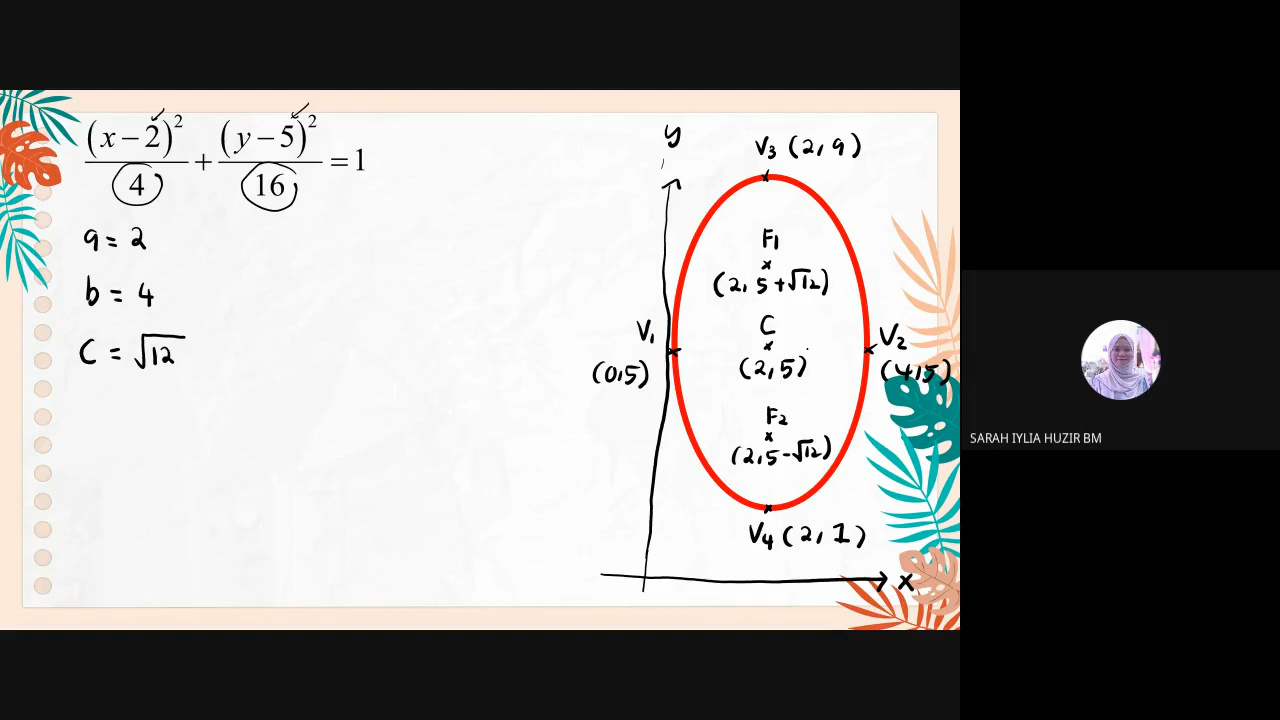 (x − 2)²/4 + (y − 5)²/16 = 1
a = 2
b = 4
C = √12
y
V3 (2, 9)
F1
(2, 5 + √12)
C
(2, 5)
V1
(0,5)
V2
(4,5)
F2
(2, 5 - √12)
V4 (2, 1)
x
SARAH IYLIA HUZIR BM